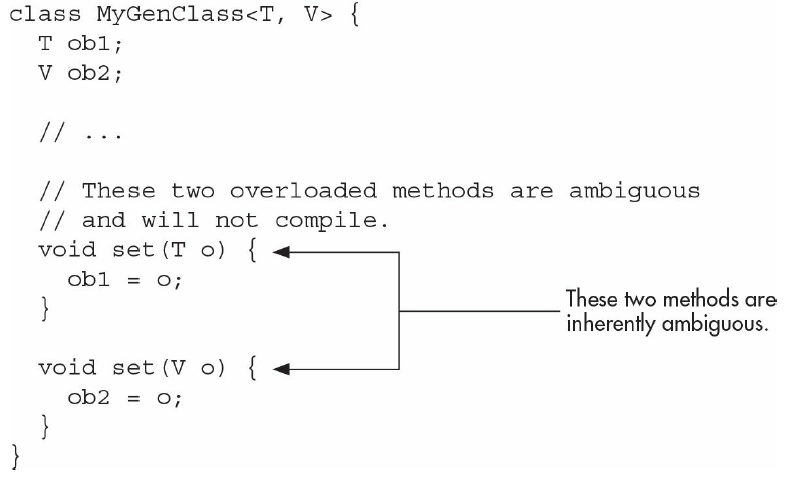 class MyGenClass<T, V> {
  T ob1;
  V ob2;

  // ...

  // These two overloaded methods are ambiguous
  // and will not compile.
  void set(T o) {
    ob1 = o;
  }
These two methods are
inherently ambiguous.

  void set(V o) {
    ob2 = o;
  }
}